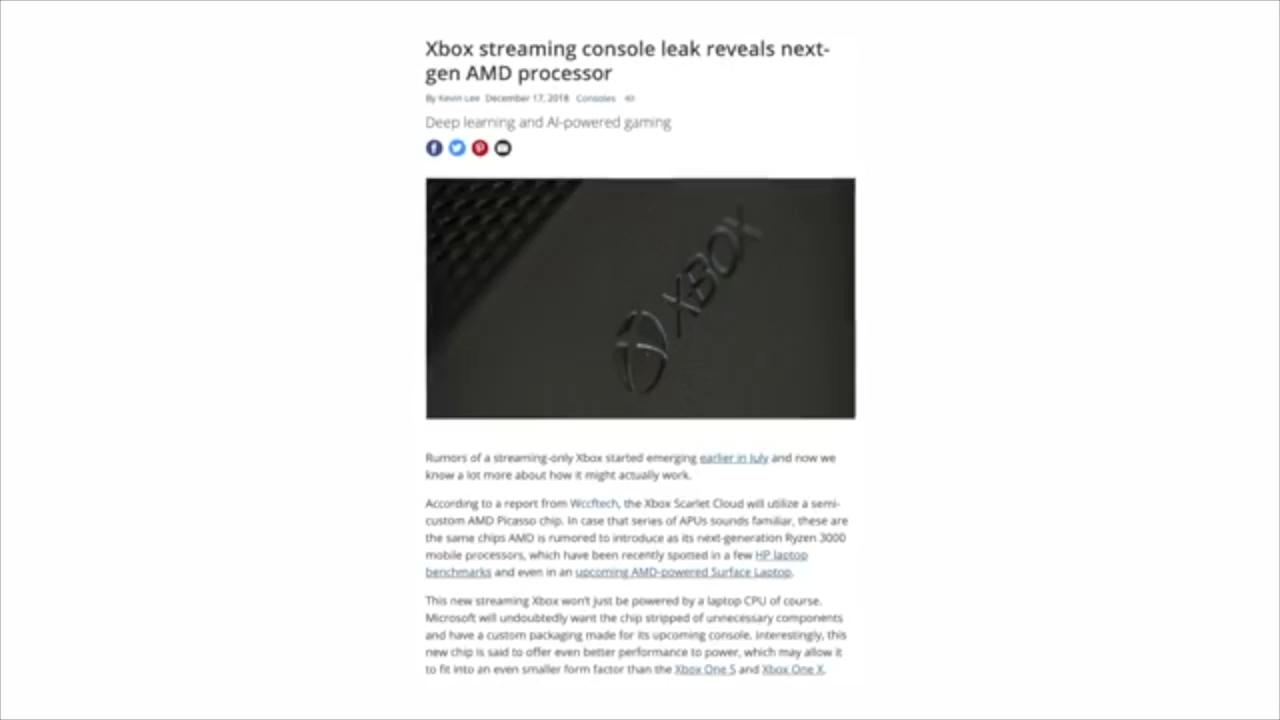 Xbox streaming console leak reveals next-
gen AMD processor
By Kevin Lee December 17, 2018 Consoles
Deep learning and AI-powered gaming
XBOX
Rumors of a streaming-only Xbox started emerging earlier in July and now we
know a lot more about how it might actually work.
According to a report from Wccftech, the Xbox Scarlet Cloud will utilize a semi-
custom AMD Picasso chip. In case that series of APUs sounds familiar, these are
the same chips AMD is rumored to introduce as its next-generation Ryzen 3000
mobile processors, which have been recently spotted in a few HP laptop
benchmarks and even in an upcoming AMD-powered Surface Laptop.
This new streaming Xbox won't just be powered by a laptop CPU of course.
Microsoft will undoubtedly want the chip stripped of unnecessary components
and have a custom packaging made for its upcoming console. Interestingly, this
new chip is said to offer even better performance to power, which may allow it
to fit into an even smaller form factor than the Xbox One S and Xbox One X.